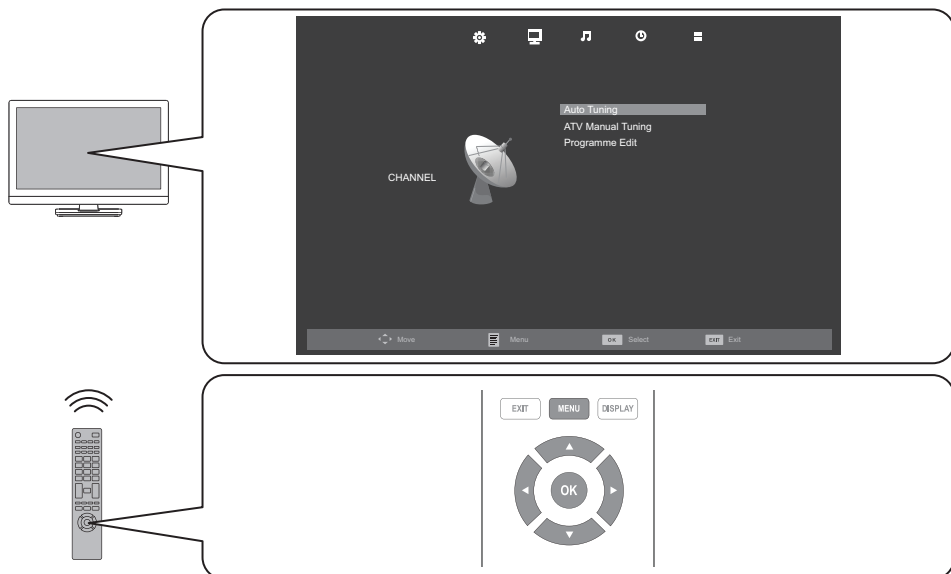 Auto Tuning
ATV Manual Tuning
Programme Edit
CHANNEL
Move Menu OK Select EXIT Exit
EXIT MENU DISPLAY
OK